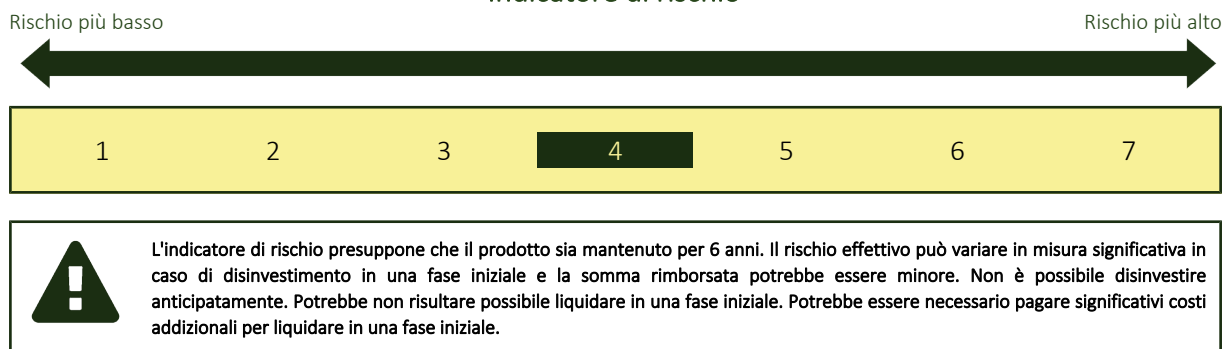 Indicatore di rischio
Rischio più basso
Rischio più alto
1 2 3 4 5 6 7
L'indicatore di rischio presuppone che il prodotto sia mantenuto per 6 anni. Il rischio effettivo può variare in misura significativa in
caso di disinvestimento in una fase iniziale e la somma rimborsata potrebbe essere minore. Non è possibile disinvestire
anticipatamente. Potrebbe non risultare possibile liquidare in una fase iniziale. Potrebbe essere necessario pagare significativi costi
addizionali per liquidare in una fase iniziale.